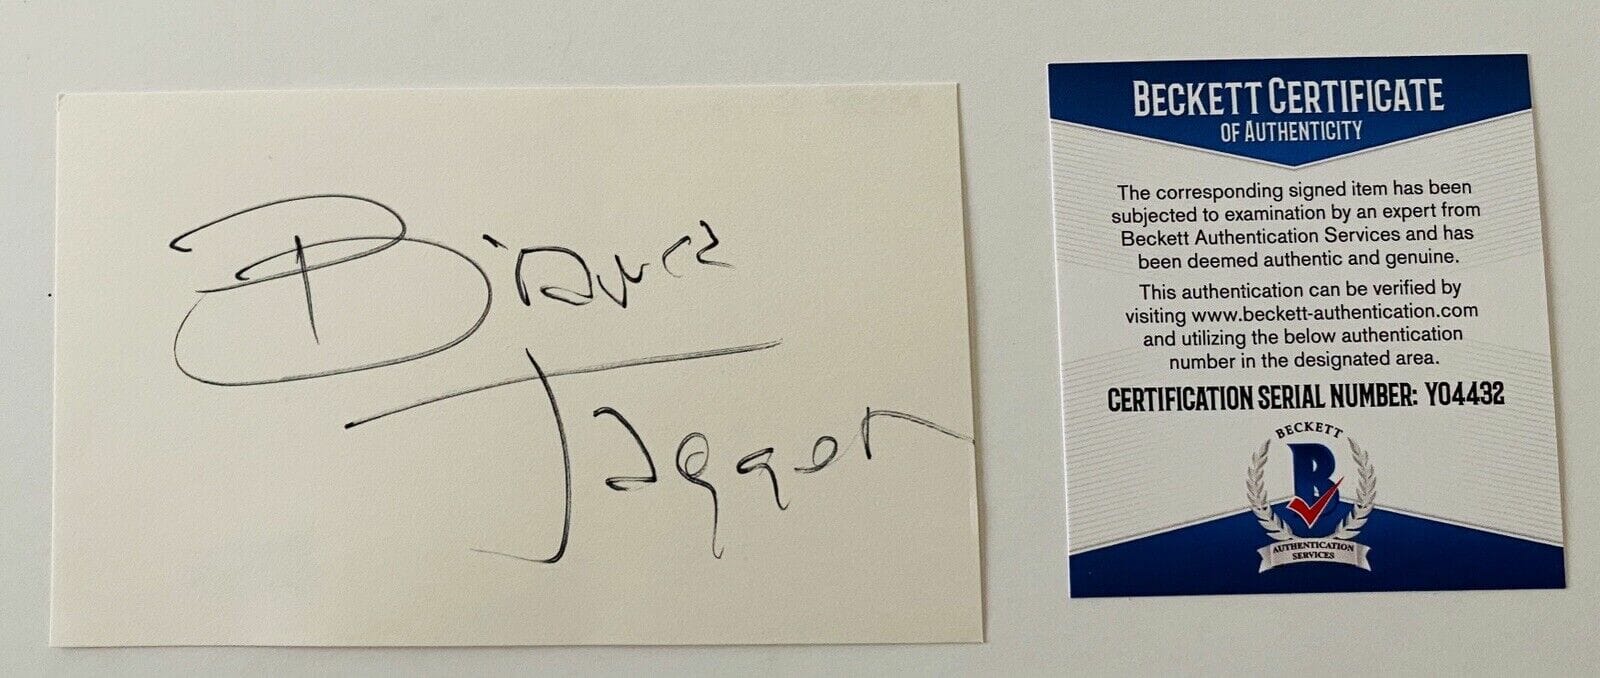 Bianca
Jagger
BECKETT CERTIFICATE
OF AUTHENTICITY
The corresponding signed item has been
subjected to examination by an expert from
Beckett Authentication Services and has
been deemed authentic and genuine.
This authentication can be verified by
visiting www.beckett-authentication.com
and utilizing the below authentication
number in the designated area.
CERTIFICATION SERIAL NUMBER: Y04432
BECKETT
B
AUTHENTICATION
SERVICES